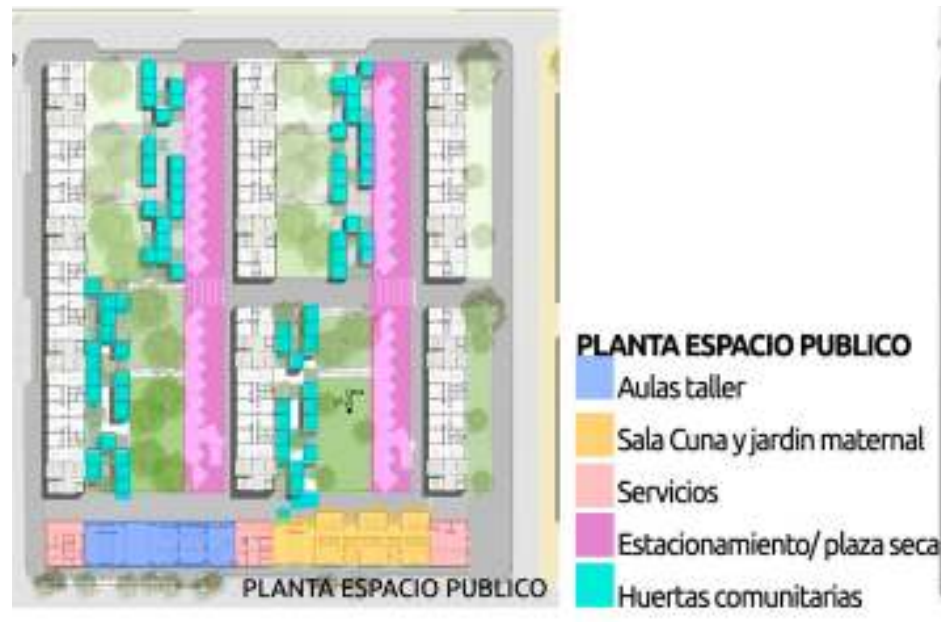 PLANTA ESPACIO PUBLICO
PLANTA ESPACIO PUBLICO
Aulas taller
Sala Cuna y jardin maternal
Servicios
Estacionamiento/ plaza seca
Huertas comunitarias